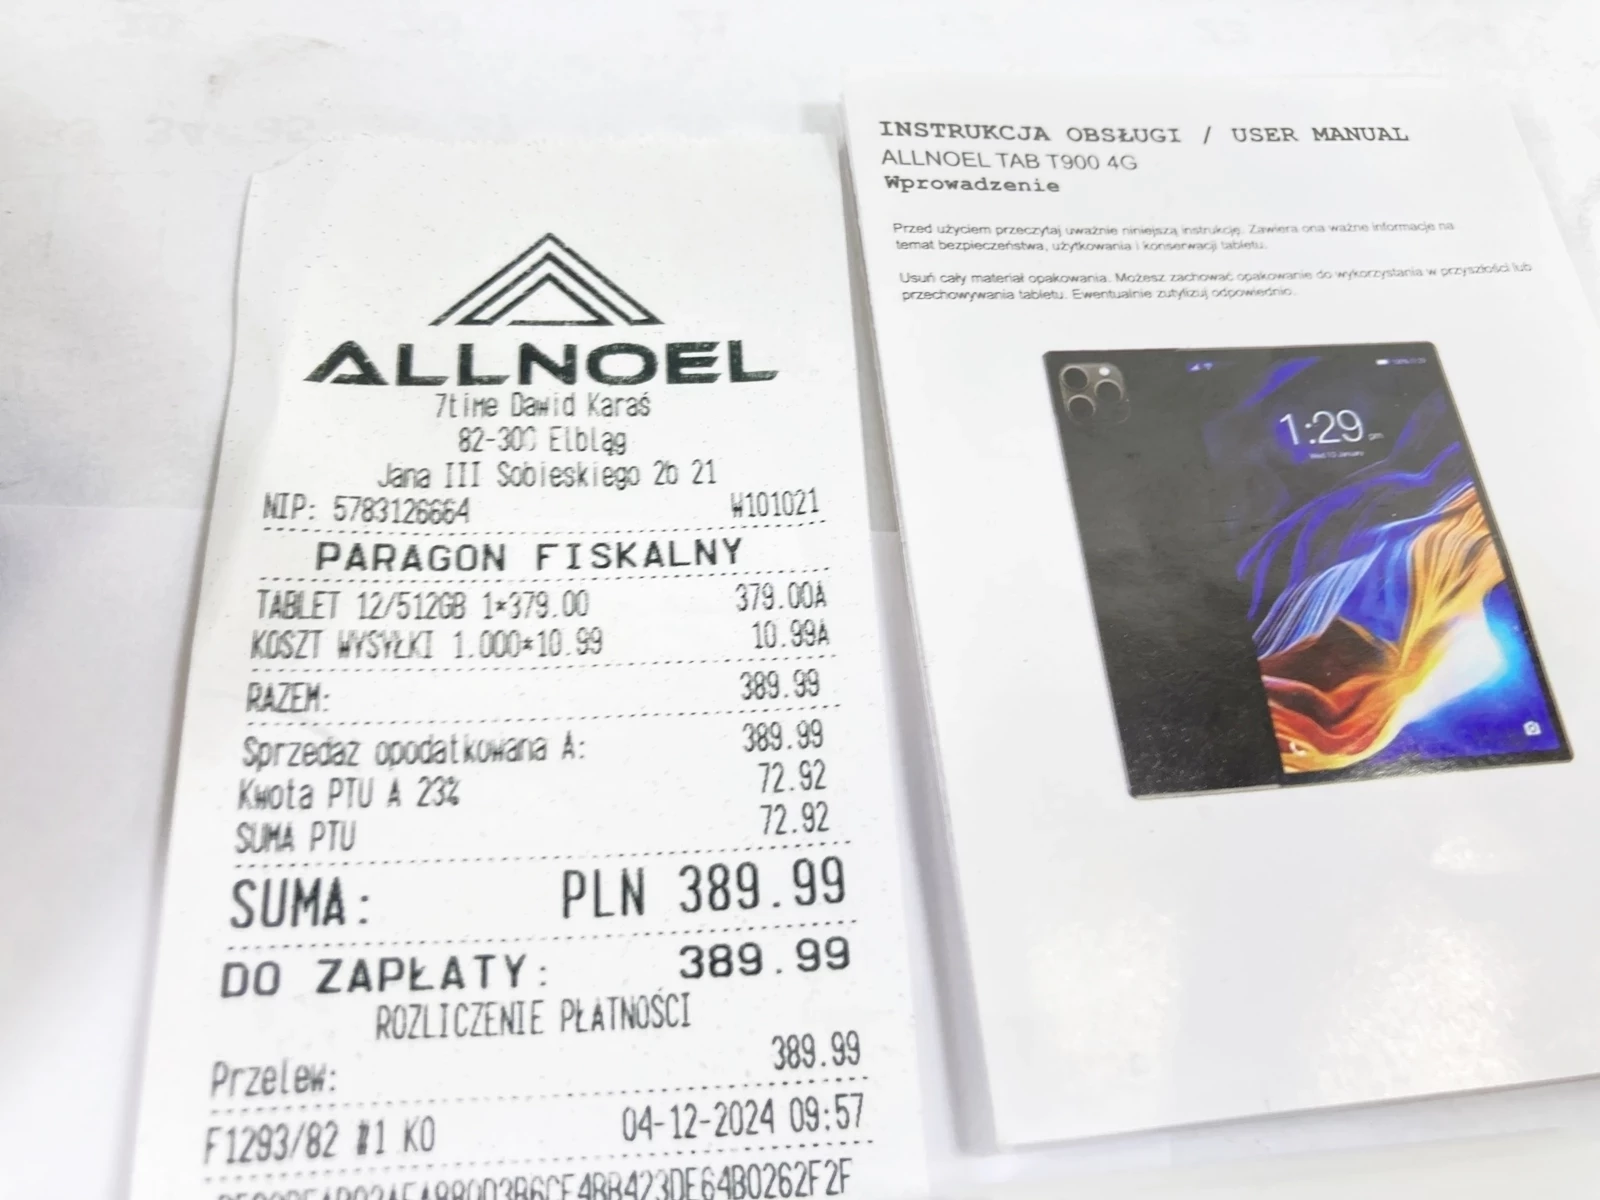 ALLNOEL
7time Dawid Karaś
82-300 Elbląg
Jana III Sobieskiego 2b 21
NIP: 5783126664 W101021
PARAGON FISKALNY
TABLET 12/512GB 1*379.00 379.00A
KOSZT WYSYŁKI 1.000*10.99 10.99A
RAZEM: 389.99
Sprzedaż opodatkowana A: 389.99
Kwota PTU A 23% 72.92
SUMA PTU 72.92
SUMA: PLN 389.99
DO ZAPŁATY: 389.99
ROZLICZENIE PŁATNOŚCI
Przelew: 389.99
F1293/82 #1 KO 04-12-2024 09:57
INSTRUKCJA OBSŁUGI / USER MANUAL
ALLNOEL TAB T900 4G
Wprowadzenie
Przed użyciem przeczytaj uważnie niniejszą instrukcję. Zawiera ona ważne informacje na
temat bezpieczeństwa, użytkowania i konserwacji tabletu.
Usuń cały materiał opakowania. Możesz zachować opakowanie do wykorzystania w przyszłości lub
przechowywania tabletu. Ewentualnie zutylizuj odpowiednio.
1:29 pm
Wed 13 January